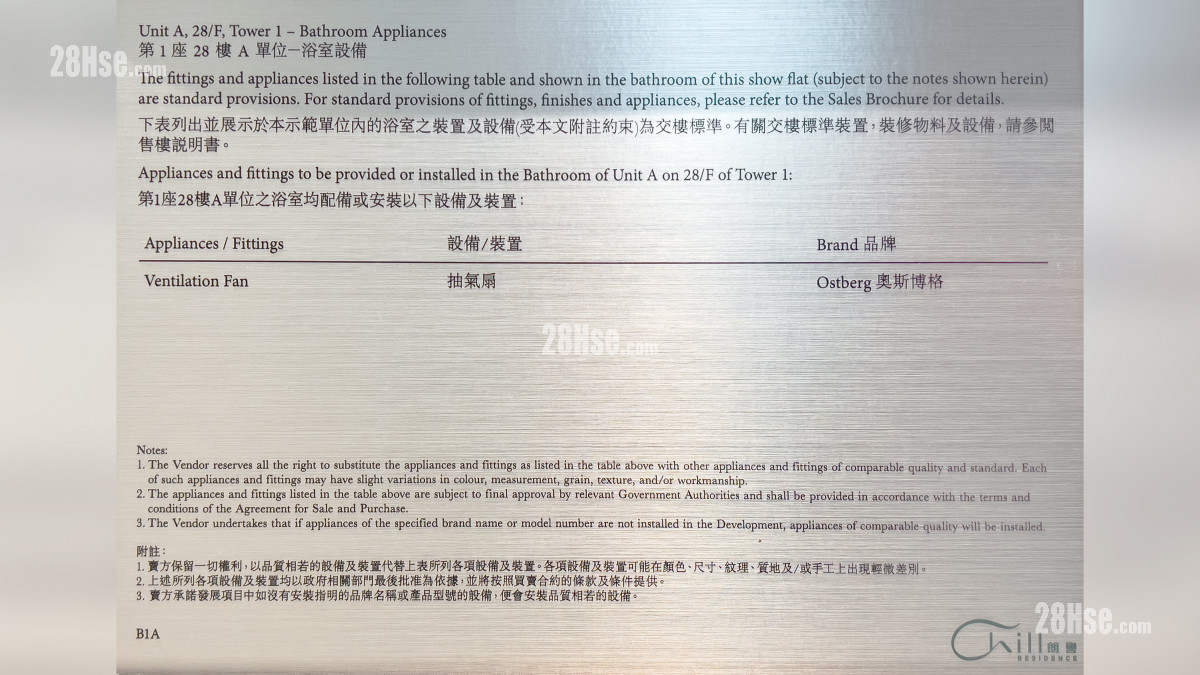 Unit A, 28/F, Tower 1 – Bathroom Appliances
第 1 座 28 樓 A 單位－浴室設備
28Hse.com
The fittings and appliances listed in the following table and shown in the bathroom of this show flat (subject to the notes shown herein)
are standard provisions. For standard provisions of fittings, finishes and appliances, please refer to the Sales Brochure for details.
下表列出並展示於本示範單位內的浴室之裝置及設備(受本文附註約束)為交樓標準。有關交樓標準裝置，裝修物料及設備，請參閱
售樓説明書。
Appliances and fittings to be provided or installed in the Bathroom of Unit A on 28/F of Tower 1:
第1座28樓A單位之浴室均配備或安裝以下設備及裝置：
Appliances / Fittings 設備/裝置 Brand 品牌
Ventilation Fan 抽氣扇 Ostberg 奧斯博格
28Hse.com
Notes:
1. The Vendor reserves all the right to substitute the appliances and fittings as listed in the table above with other appliances and fittings of comparable quality and standard. Each
of such appliances and fittings may have slight variations in colour, measurement, grain, texture, and/or workmanship.
2. The appliances and fittings listed in the table above are subject to final approval by relevant Government Authorities and shall be provided in accordance with the terms and
conditions of the Agreement for Sale and Purchase.
3. The Vendor undertakes that if appliances of the specified brand name or model number are not installed in the Development, appliances of comparable quality will be installed.
附註：
1. 賣方保留一切權利，以品質相若的設備及裝置代替上表所列各項設備及裝置。各項設備及裝置可能在顏色、尺寸、紋理、質地及/或手工上出現輕微差別。
2. 上述所列各項設備及裝置均以政府相關部門最後批准為依據，並將按照買賣合約的條款及條件提供。
3. 賣方承諾發展項目中如沒有安裝指明的品牌名稱或產品型號的設備，便會安裝品質相若的設備。
B1A
28Hse.com
Chill 朗譽
RESIDENCE